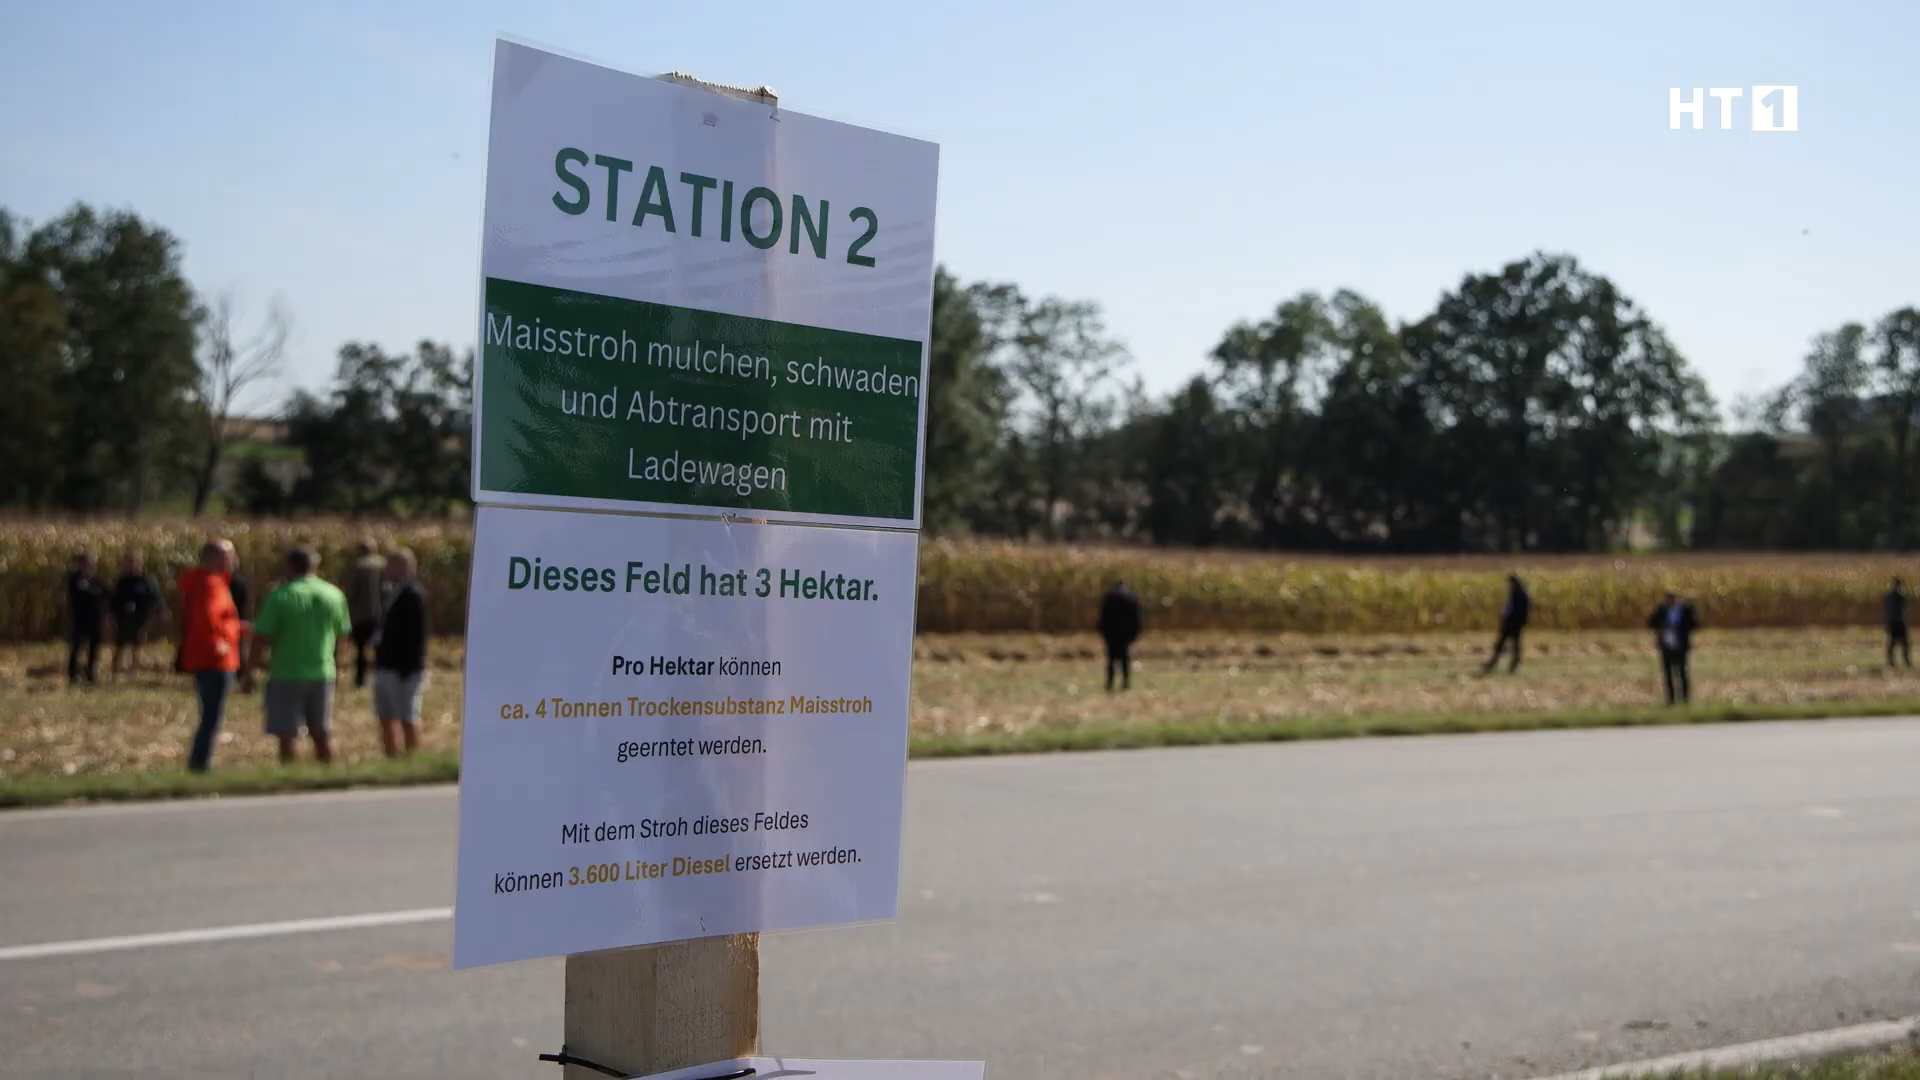 HT1
STATION 2
Maisstroh mulchen, schwaden
und Abtransport mit
Ladewagen
Dieses Feld hat 3 Hektar.
Pro Hektar können
ca. 4 Tonnen Trockensubstanz Maisstroh
geerntet werden.
Mit dem Stroh dieses Feldes
können 3.600 Liter Diesel ersetzt werden.